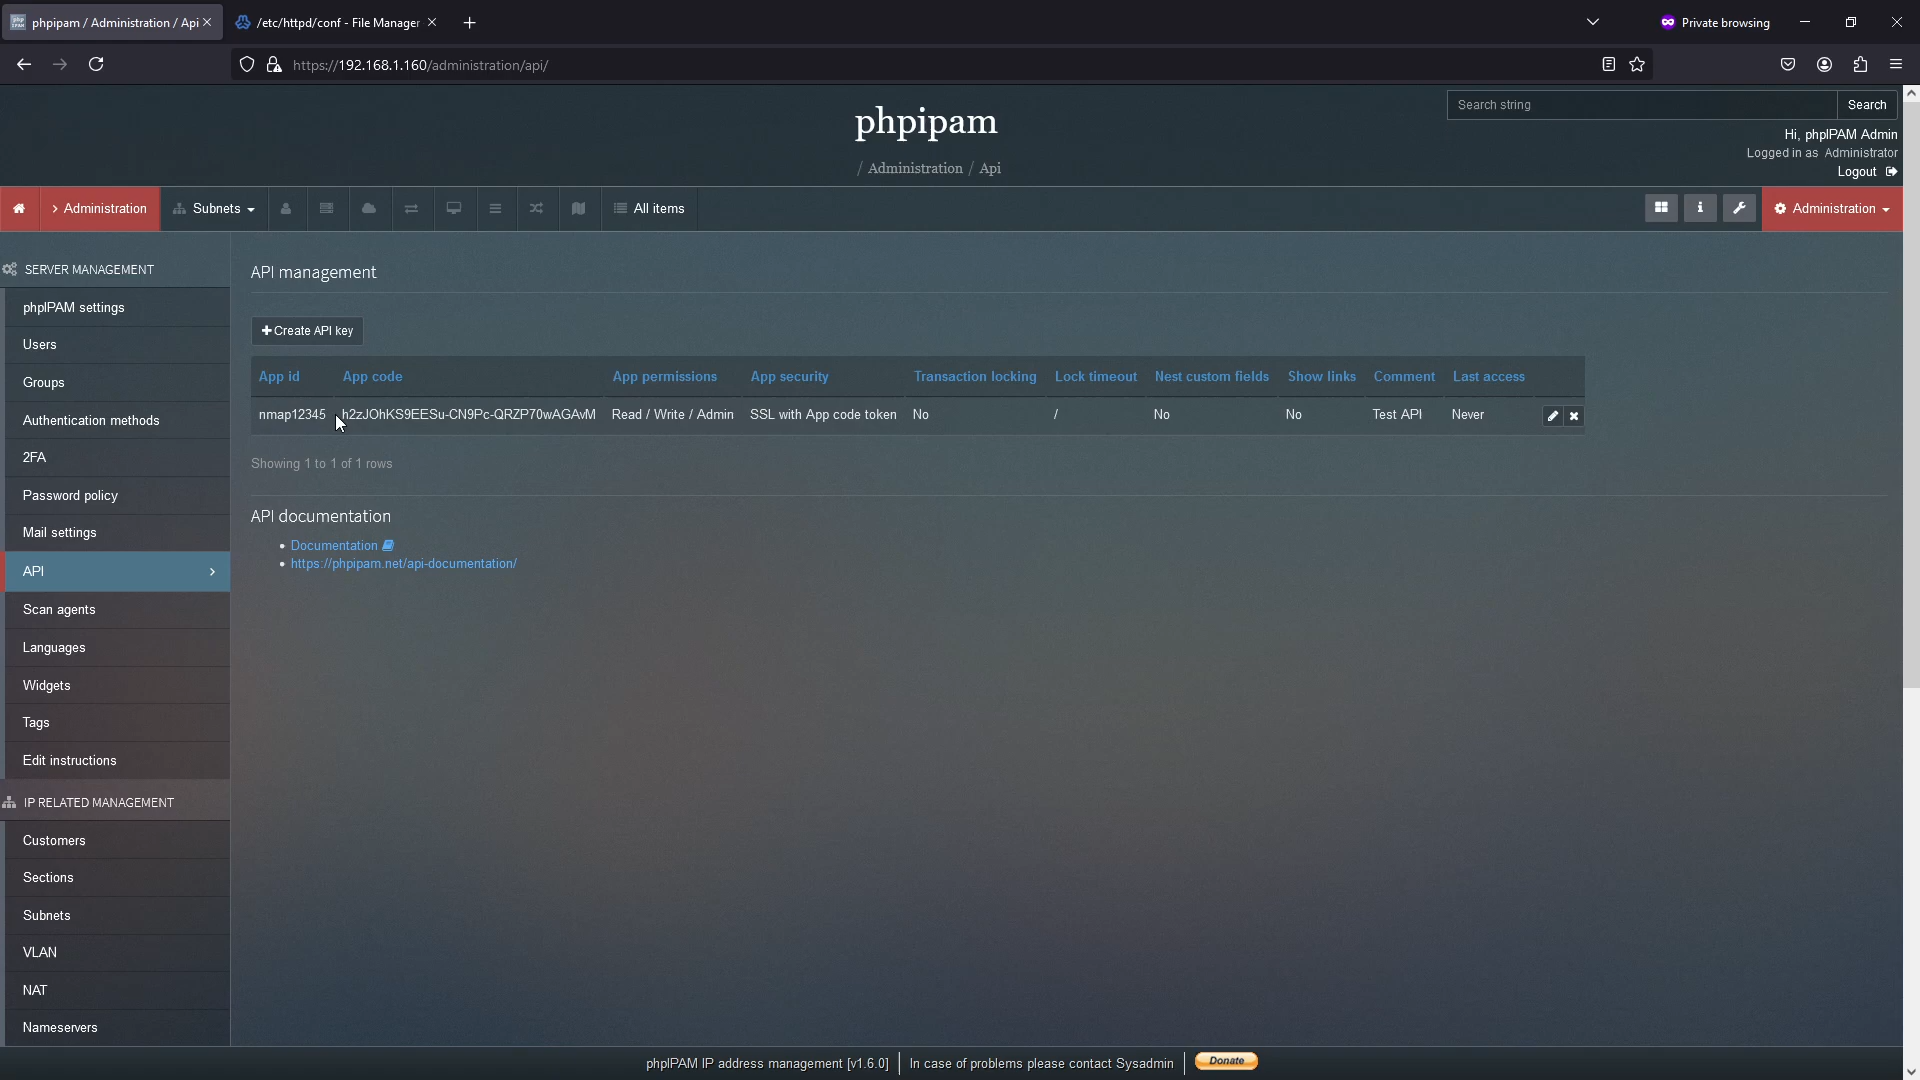 phpipam / Administration / Api
/etc/httpd/conf - File Manager
Private browsing
https://192.168.1.160/administration/api/
phpipam
/ Administration / Api
Search string
Search
Hi, phpIPAM Admin
Logged in as Administrator
Logout
Administration
Subnets
All items
Administration
SERVER MANAGEMENT
phpIPAM settings
Users
Groups
Authentication methods
2FA
Password policy
Mail settings
API
Scan agents
Languages
Widgets
Tags
Edit instructions
IP RELATED MANAGEMENT
Customers
Sections
Subnets
VLAN
NAT
Nameservers
API management
Create API key
App id App code App permissions App security Transaction locking Lock timeout Nest custom fields Show links Comment Last access
nmap12345 h2zJOhKS9EESu-CN9Pc-QRZP70wAGAvM Read / Write / Admin SSL with App code token No / No No Test API Never
Showing 1 to 1 of 1 rows
API documentation
Documentation
https://phpipam.net/api-documentation/
phpIPAM IP address management [v1.6.0] In case of problems please contact Sysadmin Donate